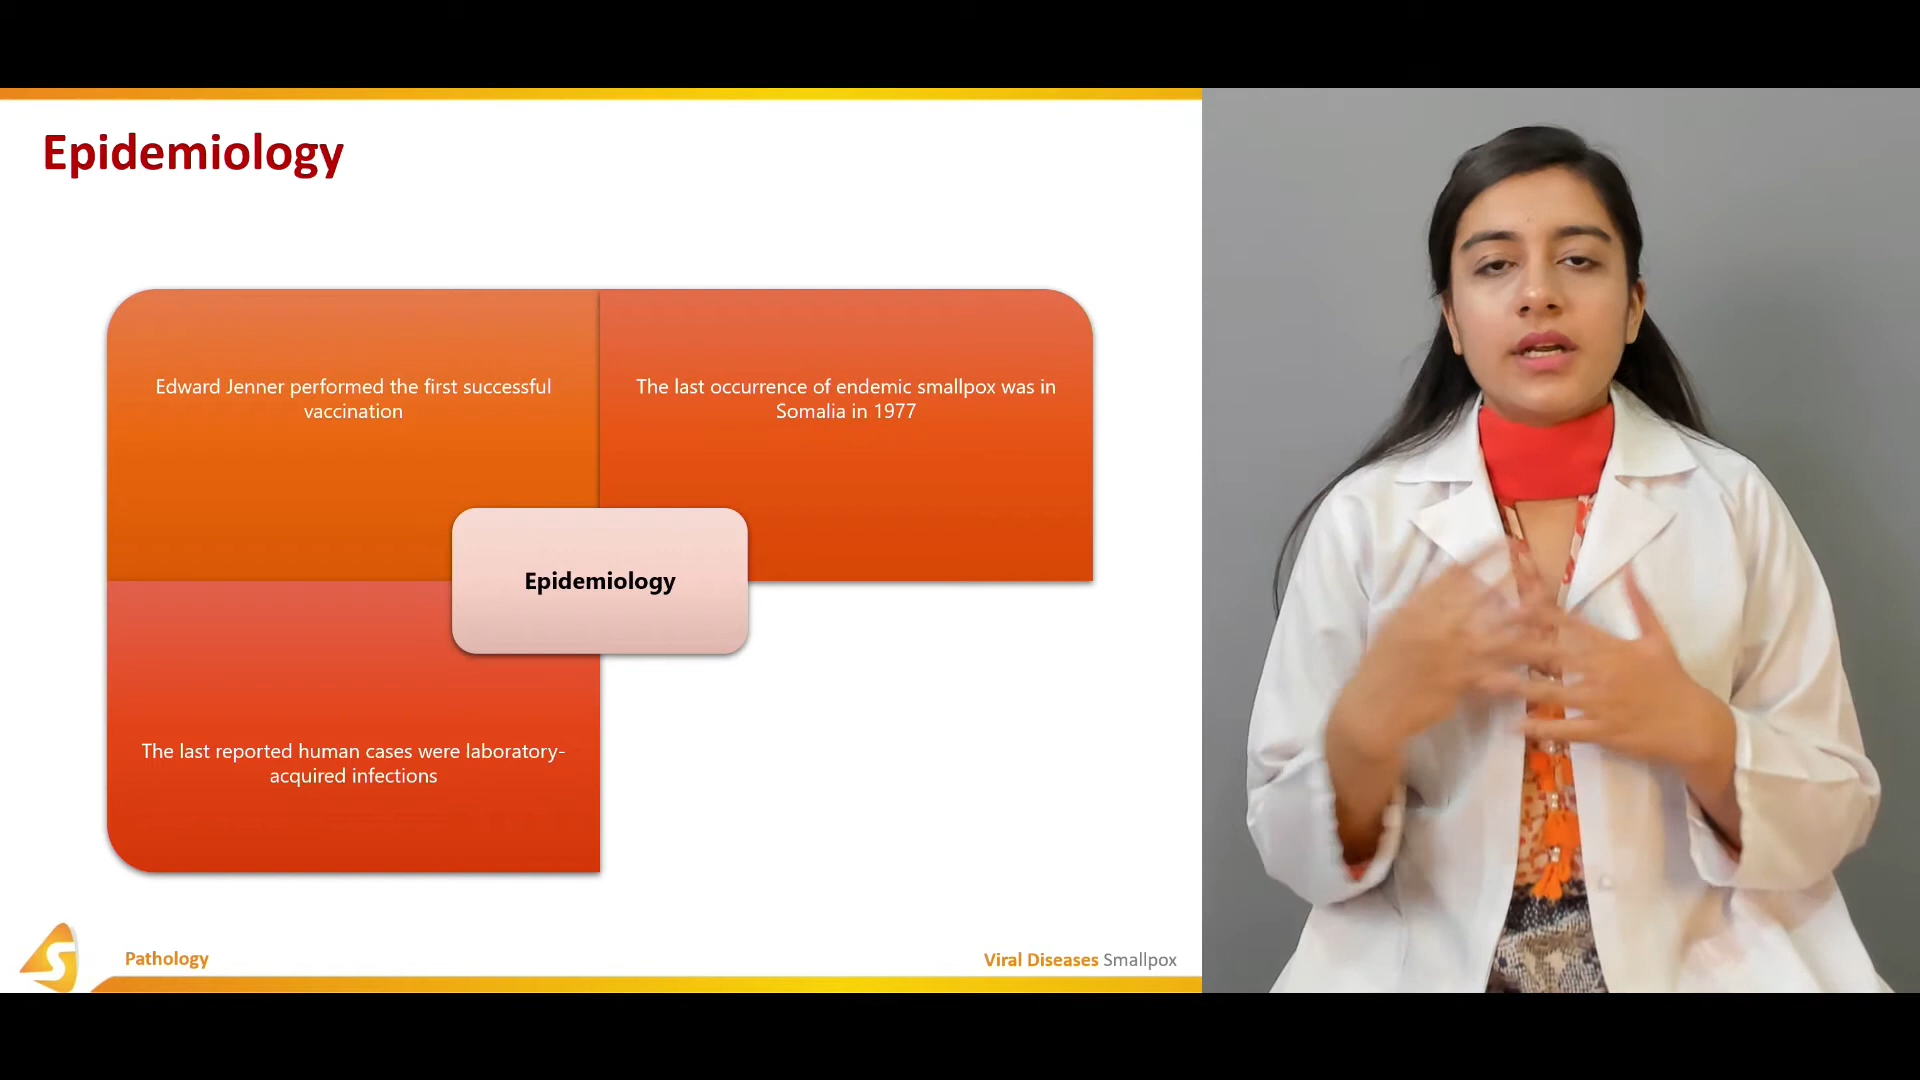 Epidemiology
Edward Jenner performed the first successful
vaccination
The last occurrence of endemic smallpox was in
Somalia in 1977
Epidemiology
The last reported human cases were laboratory-
acquired infections
S
Pathology
Viral Diseases Smallpox